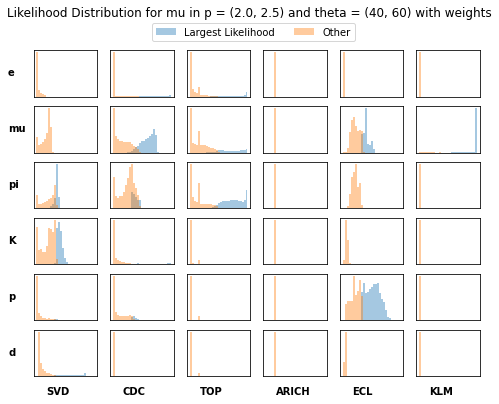 Likelihood Distribution for mu in p = (2.0, 2.5) and theta = (40, 60) with weights
Largest Likelihood Other
e
mu
pi
K
p
d
SVD CDC TOP ARICH ECL KLM